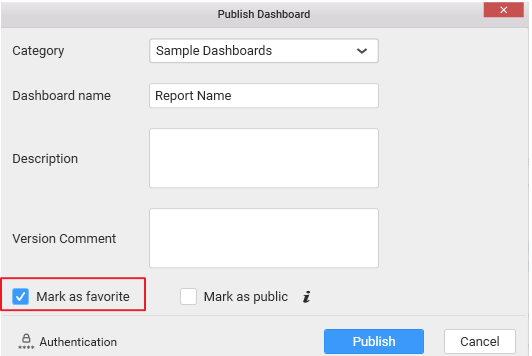 Publish Dashboard
Category
Sample Dashboards
Dashboard name
Report Name
Description
Version Comment
Mark as favorite
Mark as public
Authentication
Publish
Cancel